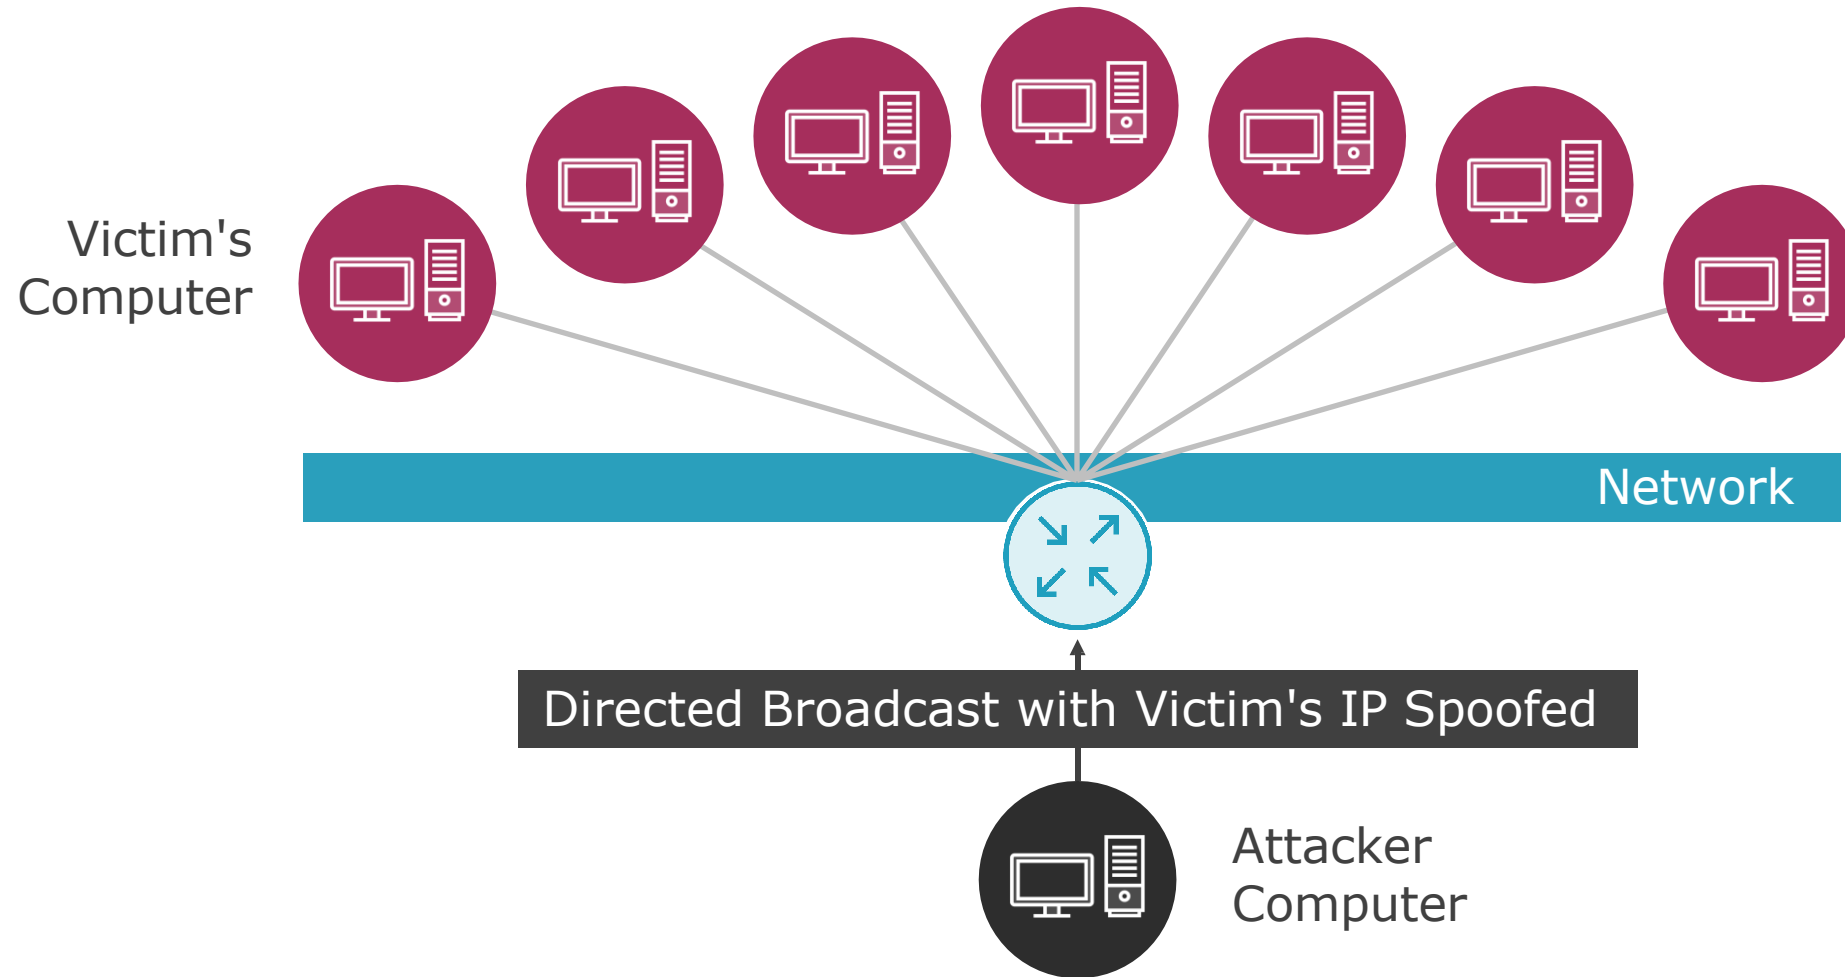 Victim's
Computer
Network
Directed Broadcast with Victim's IP Spoofed
Attacker
Computer